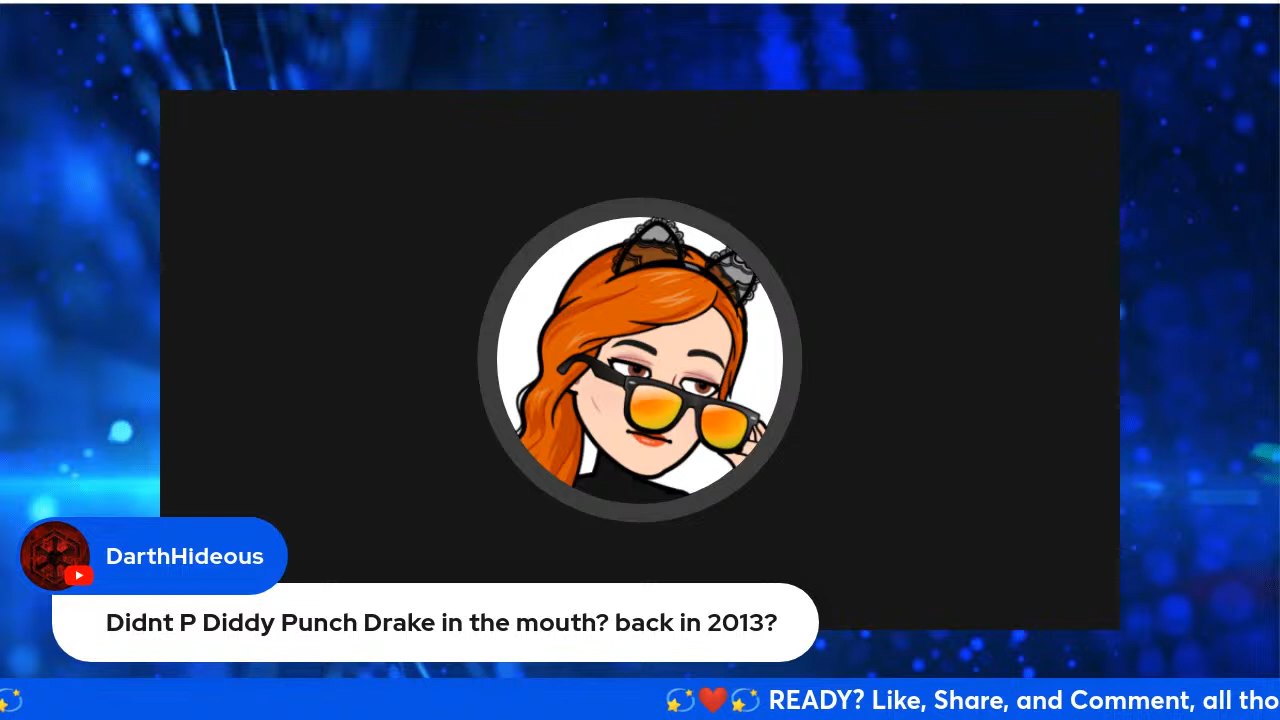 DarthHideous
Didnt P Diddy Punch Drake in the mouth? back in 2013?
💫 💫❤️💫 READY? Like, Share, and Comment, all tho